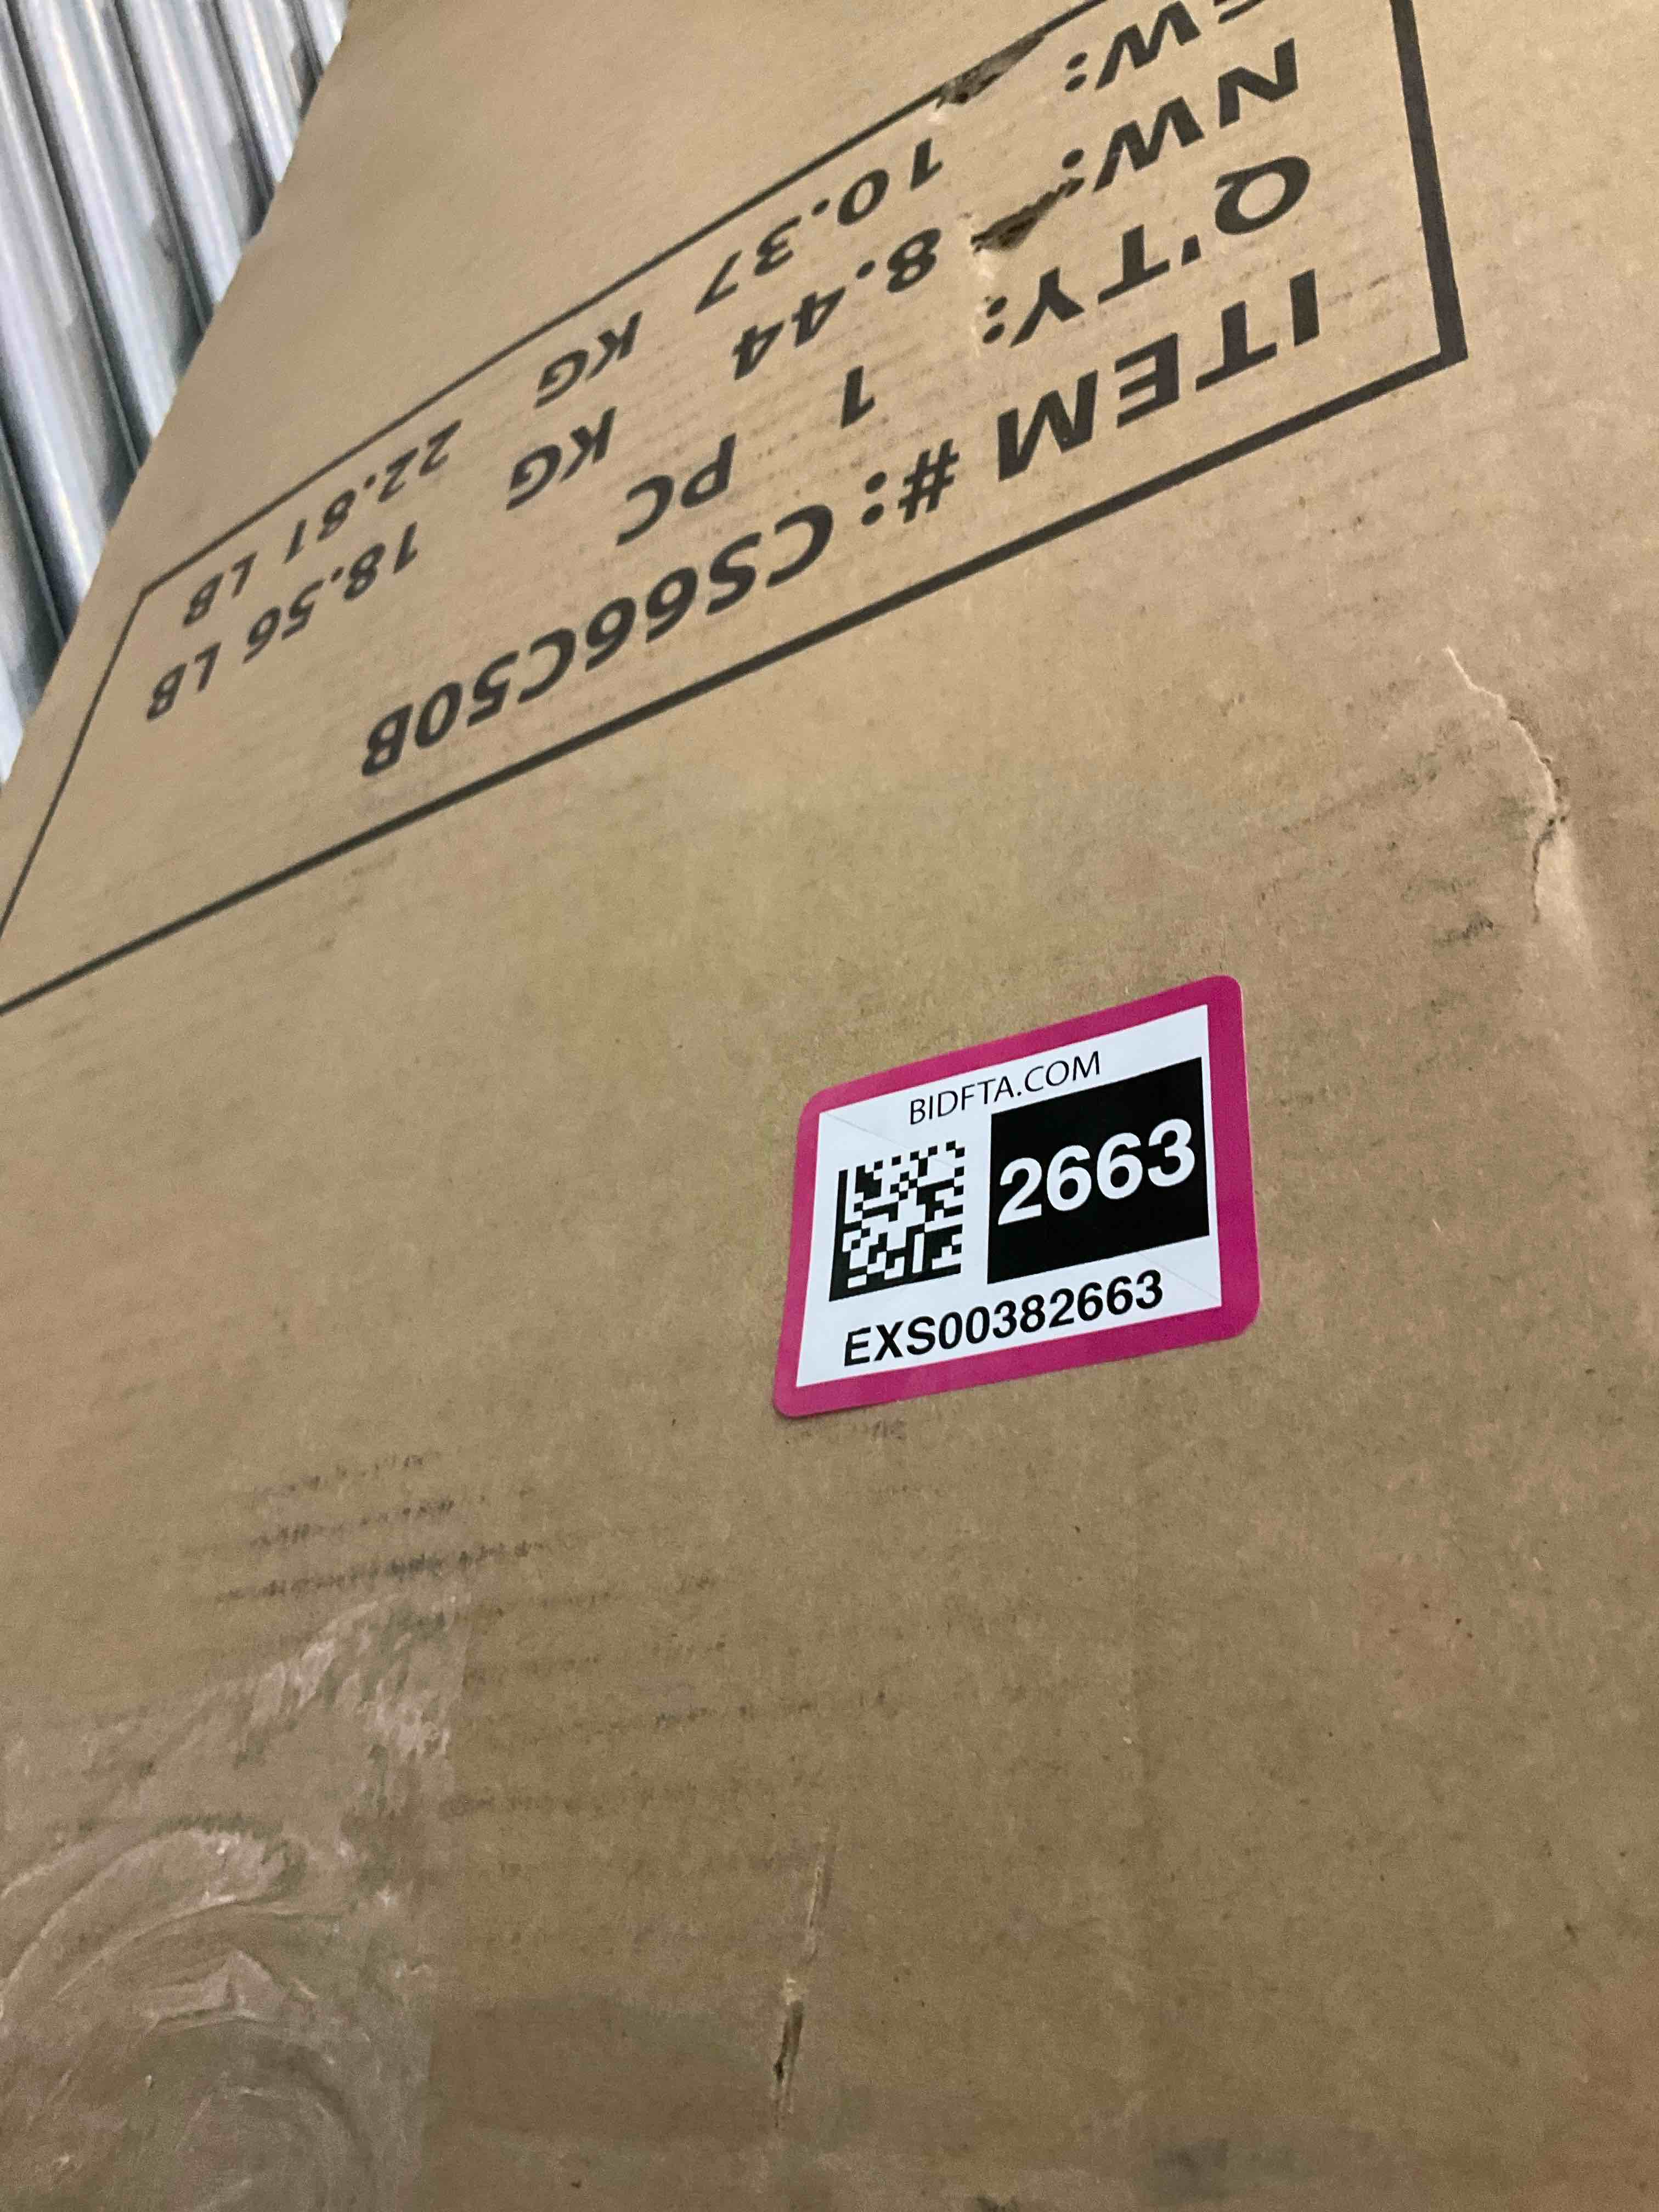 ITEM #: CS66C50B
Q'TY: 1 PC
NW: 8.44 KG 18.56 LB
10.37 KG 22.81 LB
BIDFTA.COM
2663
EXS00382663